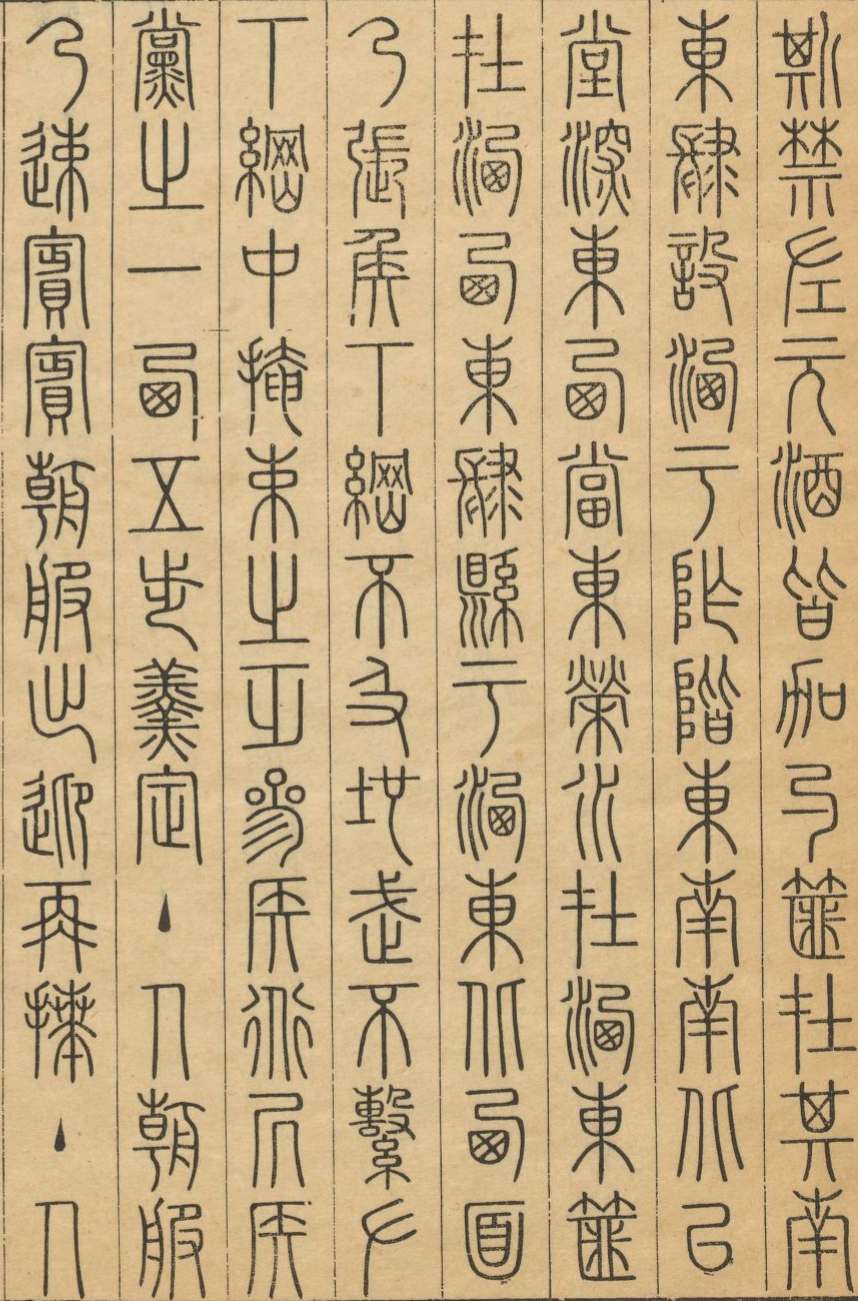 斯禁左玄酒皆加勺篚在其南
東肆設洗于阼階東南南北以
堂深東西當東榮水在洗東篚
在洗西東肆縣于洗東北西面
乃張侯下綱不及地武不繫左
下綱中掩束之乏參侯道居侯
黨之一西五步羹定主人朝服
乃速賓賓朝服出迎再拜主人